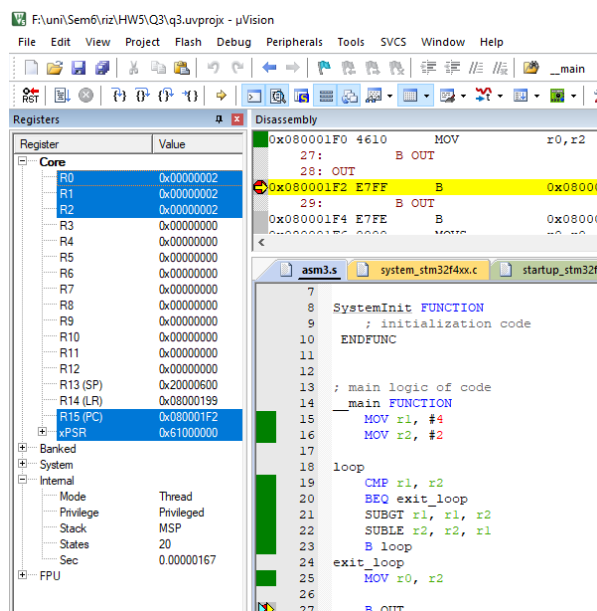 F:\uni\Sem6\riz\HW5\Q3\q3.uvprojx - µVision
File Edit View Project Flash Debug Peripherals Tools SVCS Window Help
__main
RST
Registers
Register Value
Core
R0 0x00000002
R1 0x00000002
R2 0x00000002
R3 0x00000000
R4 0x00000000
R5 0x00000000
R6 0x00000000
R7 0x00000000
R8 0x00000000
R9 0x00000000
R10 0x00000000
R11 0x00000000
R12 0x00000000
R13 (SP) 0x20000600
R14 (LR) 0x08000199
R15 (PC) 0x080001F2
xPSR 0x61000000
Banked
System
Internal
Mode Thread
Privilege Privileged
Stack MSP
States 20
Sec 0.00000167
FPU
Disassembly
0x080001F0 4610 MOV r0,r2
27: B OUT
28: OUT
0x080001F2 E7FF B 0x0800
29: B OUT
0x080001F4 E7FE B 0x0800
asm3.s system_stm32f4xx.c startup_stm32f
7
8 SystemInit FUNCTION
9 ; initialization code
10 ENDFUNC
11
12
13 ; main logic of code
14 __main FUNCTION
15 MOV r1, #4
16 MOV r2, #2
17
18 loop
19 CMP r1, r2
20 BEQ exit_loop
21 SUBGT r1, r1, r2
22 SUBLE r2, r2, r1
23 B loop
24 exit_loop
25 MOV r0, r2
26
27 B OUT